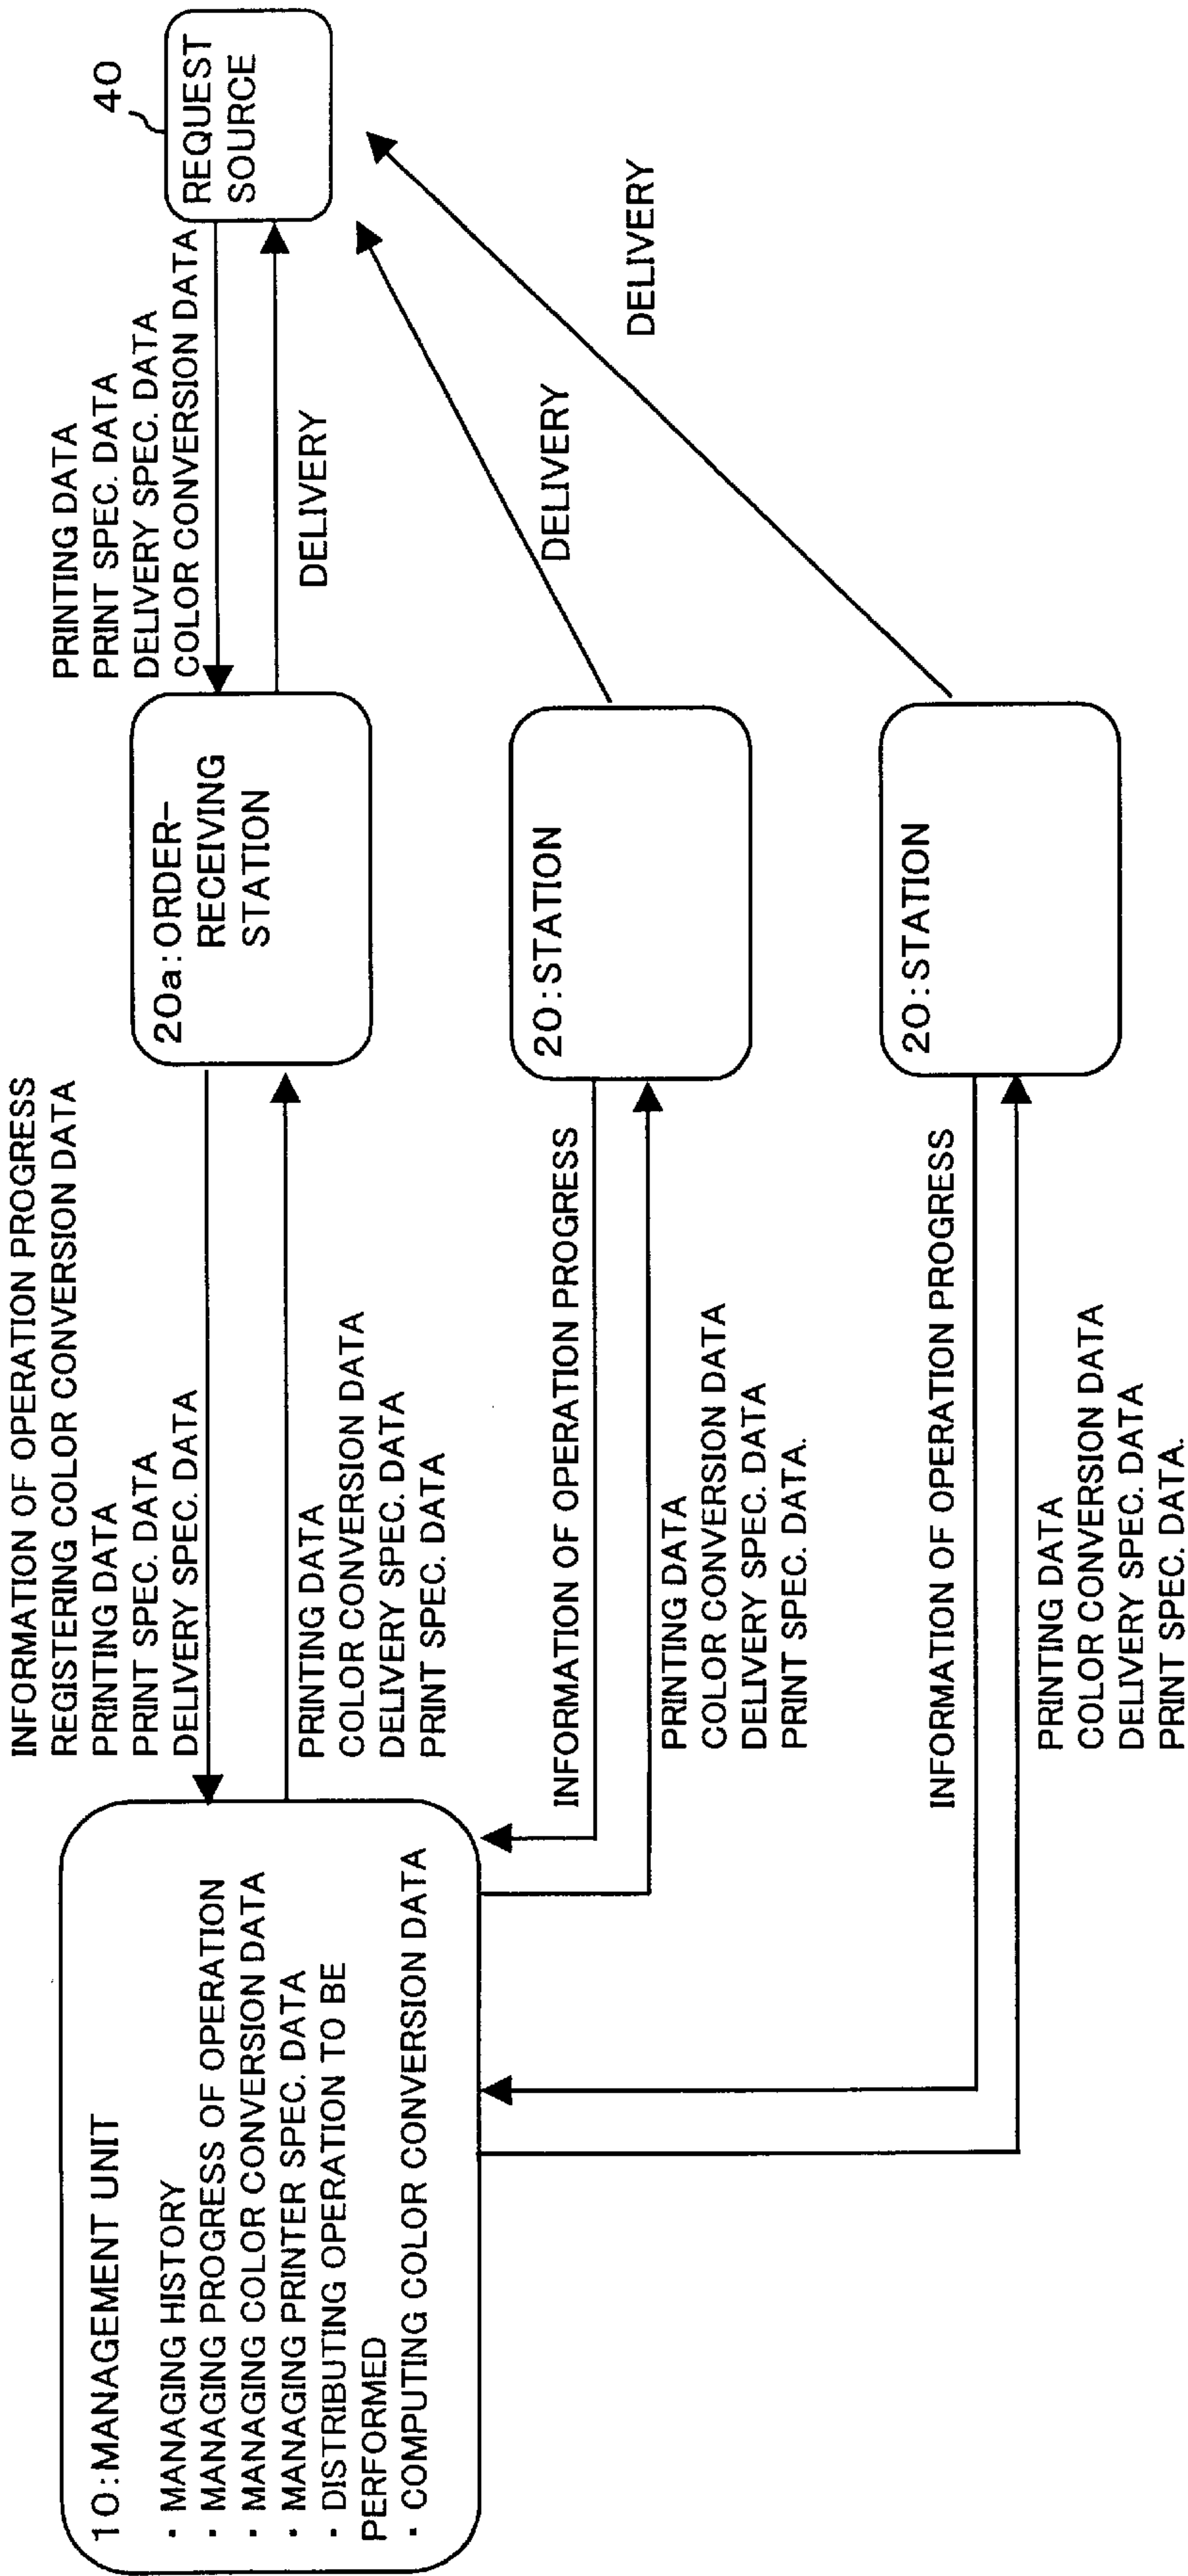 10:MANAGEMENT UNIT
· MANAGING HISTORY
· MANAGING PROGRESS OF OPERATION
· MANAGING COLOR CONVERSION DATA
· MANAGING PRINTER SPEC. DATA
· DISTRIBUTING OPERATION TO BE
PERFORMED
· COMPUTING COLOR CONVERSION DATA
INFORMATION OF OPERATION PROGRESS
REGISTERING COLOR CONVERSION DATA
PRINTING DATA
PRINT SPEC. DATA
DELIVERY SPEC. DATA
PRINTING DATA
COLOR CONVERSION DATA
DELIVERY SPEC. DATA
PRINT SPEC. DATA
INFORMATION OF OPERATION PROGRESS
PRINTING DATA
COLOR CONVERSION DATA
DELIVERY SPEC. DATA
PRINT SPEC. DATA.
INFORMATION OF OPERATION PROGRESS
PRINTING DATA
COLOR CONVERSION DATA
DELIVERY SPEC. DATA
PRINT SPEC. DATA.
20a:ORDER-
RECEIVING
STATION
20:STATION
20:STATION
PRINTING DATA
PRINT SPEC. DATA
DELIVERY SPEC. DATA
COLOR CONVERSION DATA
DELIVERY
DELIVERY
DELIVERY
40
REQUEST
SOURCE